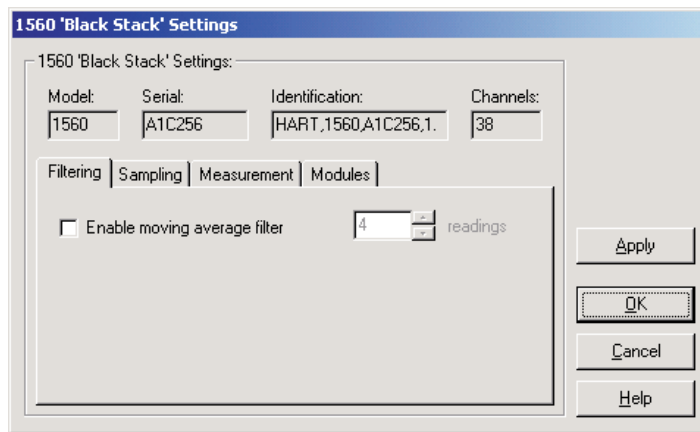 1560 'Black Stack' Settings
1560 'Black Stack' Settings:
Model: Serial: Identification: Channels:
1560 A1C256 HART,1560,A1C256,1. 38
Filtering Sampling Measurement Modules
Enable moving average filter 4 readings
Apply
OK
Cancel
Help